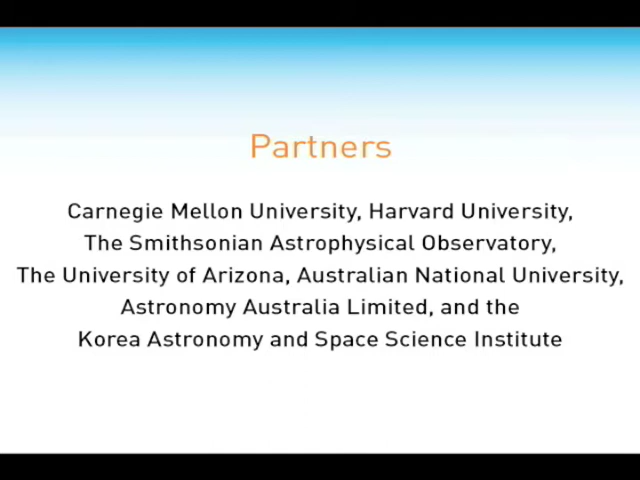 Partners
Carnegie Mellon University, Harvard University,
The Smithsonian Astrophysical Observatory,
The University of Arizona, Australian National University,
Astronomy Australia Limited, and the
Korea Astronomy and Space Science Institute